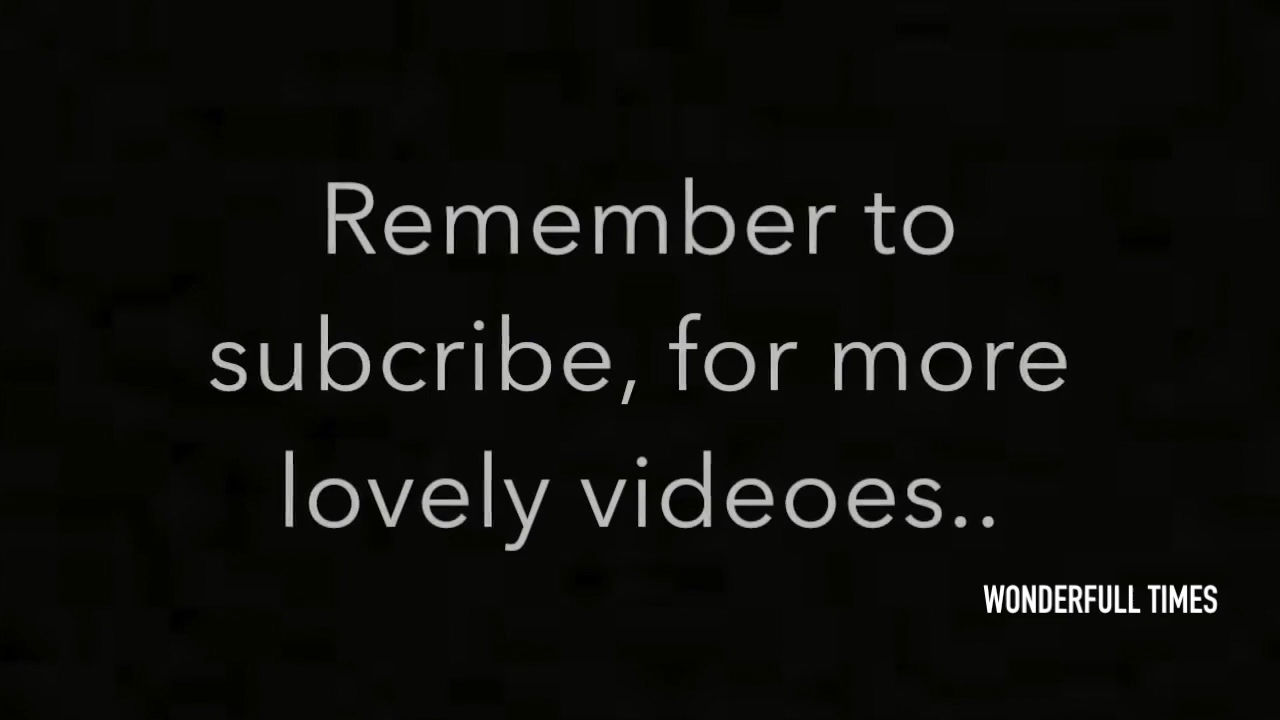 Remember to
subcribe, for more
lovely videoes..
WONDERFULL TIMES